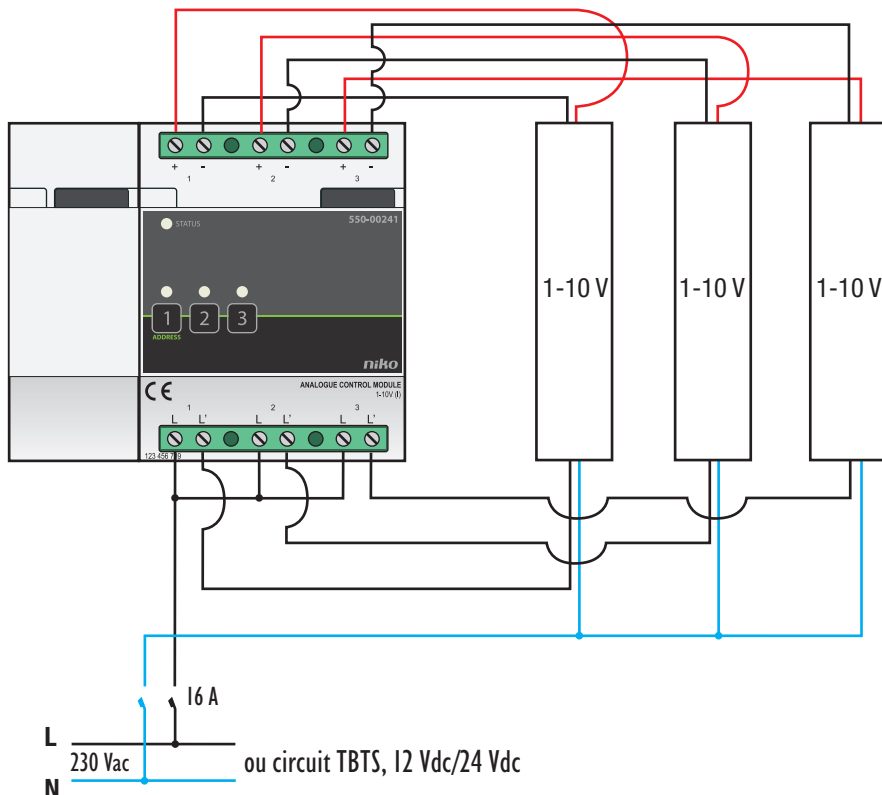 + - + - + -
1 2 3
STATUS 550-00241
1 2 3
ADDRESS
niko
CE ANALOGUE CONTROL MODULE
1-10V (I)
1 2 3
L L' L L' L L'
123 456 789
1-10 V 1-10 V 1-10 V
16 A
L
230 Vac ou circuit TBTS, 12 Vdc/24 Vdc
N